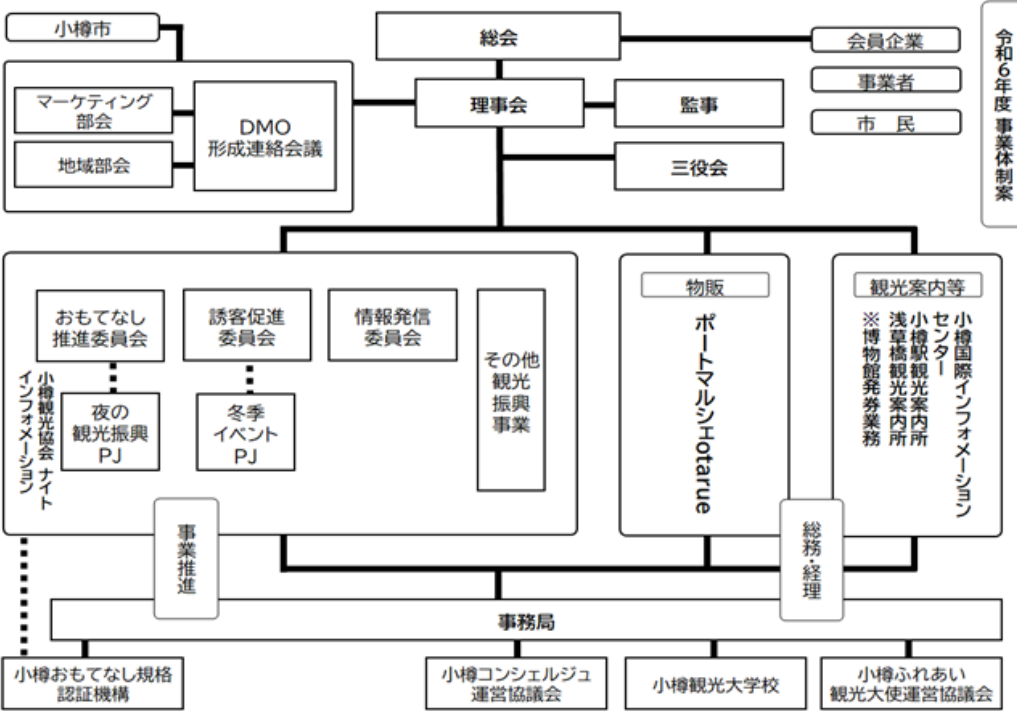 小樽市
総会
会員企業
事業者
市　民
令和6年度 事業体制案
マーケティング
部会
地域部会
DMO
形成連絡会議
理事会
監事
三役会
おもてなし
推進委員会
誘客促進
委員会
情報発信
委員会
その他
観光
振興
事業
夜の
観光振興
PJ
冬季
イベント
PJ
小樽観光協会 ナイト
インフォメーション
物販
ポートマルシェotarue
観光案内等
小樽国際インフォメーション
センター
小樽駅観光案内所
浅草橋観光案内所
※博物館発券業務
事業推進
総務・経理
事務局
小樽おもてなし規格
認証機構
小樽コンシェルジュ
運営協議会
小樽観光大学校
小樽ふれあい
観光大使運営協議会